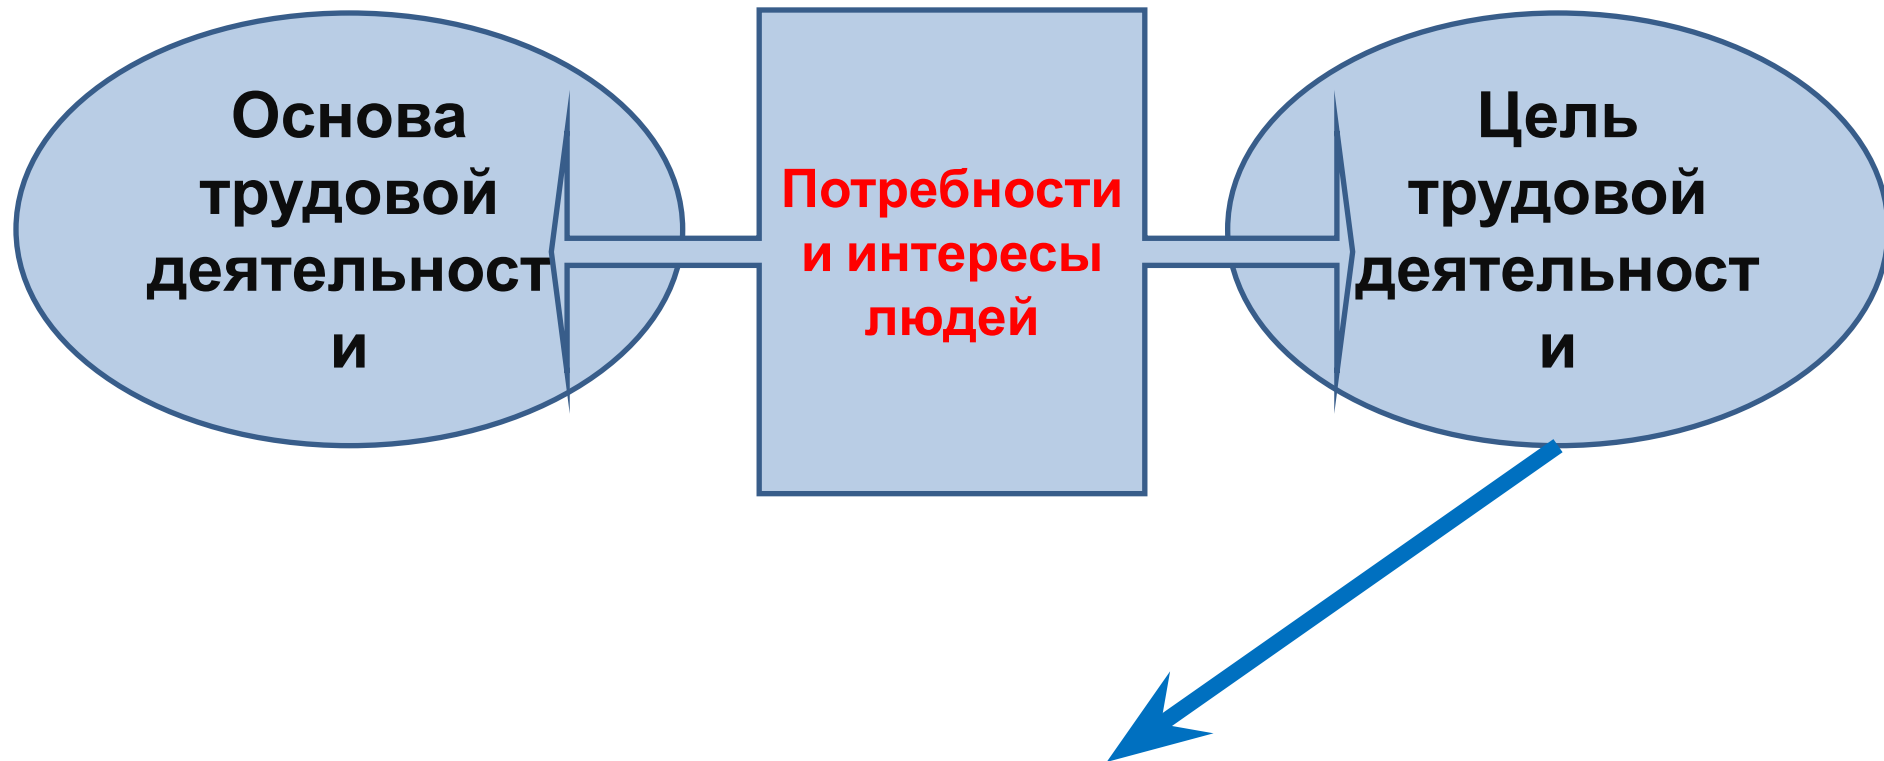 Основа
трудовой
деятельност
и
Потребности
и интересы
людей
Цель
трудовой
деятельност
и